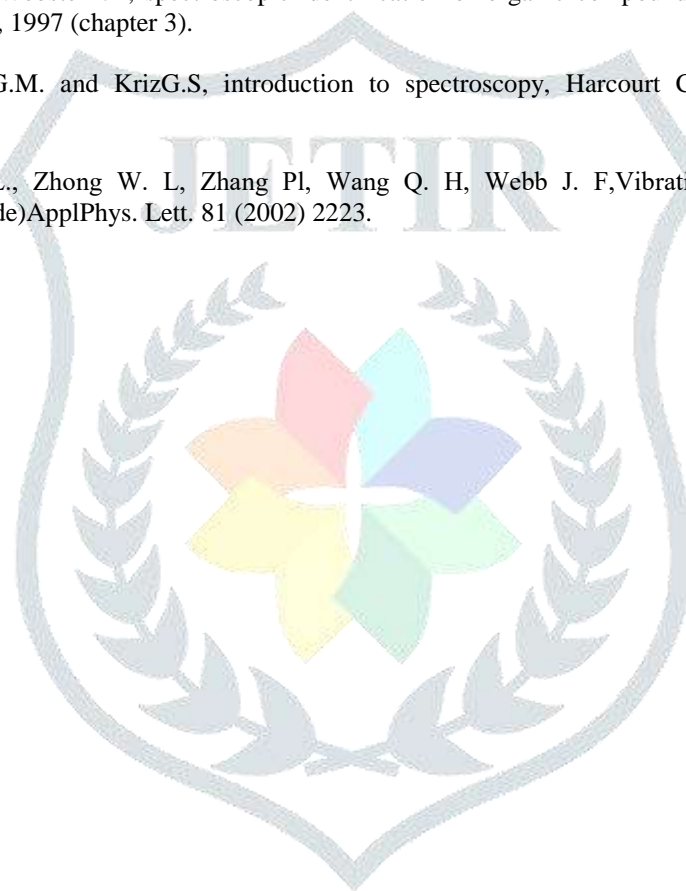 , 1997 (chapter 3).
G.M. and KrizG.S, introduction to spectroscopy, Harcourt
JETIR
L., Zhong W. L, Zhang Pl, Wang Q. H, Webb J. F,Vibrati
de)ApplPhys. Lett. 81 (2002) 2223.